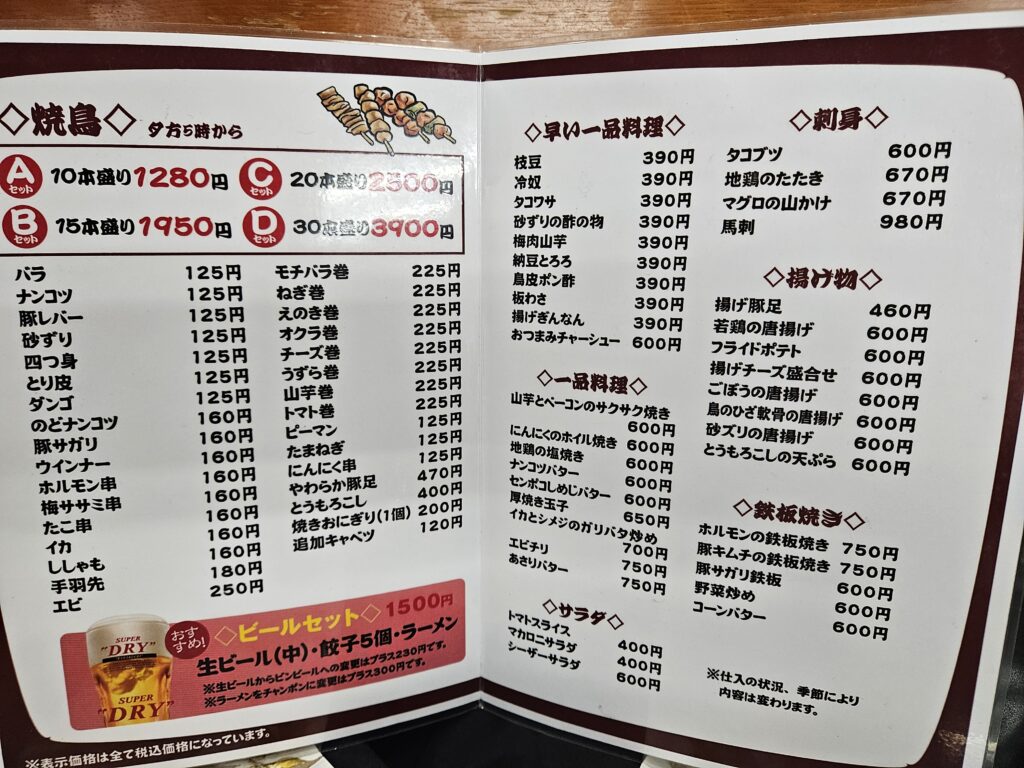 ◇焼鳥◇ 夕方5時から
Aセット 10本盛り1280円
Bセット 15本盛り1950円
Cセット 20本盛り2500円
Dセット 30本盛り3900円
バラ 125円
ナンコツ 125円
豚レバー 125円
砂ずり 125円
四つ身 125円
とり皮 125円
ダンゴ 125円
のどナンコツ 160円
豚サガリ 160円
ウインナー 160円
ホルモン串 160円
梅ササミ串 160円
たこ串 160円
イカ 160円
ししゃも 160円
手羽先 180円
エビ 250円
モチバラ巻 225円
ねぎ巻 225円
えのき巻 225円
オクラ巻 225円
チーズ巻 225円
うずら巻 225円
山芋巻 225円
トマト巻 225円
ピーマン 125円
たまねぎ 125円
にんにく串 125円
やわらか豚足 470円
とうもろこし 400円
焼きおにぎり(1個) 200円
追加キャベツ 120円
SUPER
"DRY"
SUPER
"DRY"
おすすめ!
◇ビールセット◇ 1500円
生ビール(中)・餃子5個・ラーメン
※生ビールからビンビールへの変更はプラス230円です。
※ラーメンをチャンポンに変更はプラス300円です。
※表示価格は全て税込価格になっています。
◇早い一品料理◇
枝豆 390円
冷奴 390円
タコワサ 390円
砂ずりの酢の物 390円
梅肉山芋 390円
納豆とろろ 390円
鳥皮ポン酢 390円
板わさ 390円
揚げぎんなん 390円
おつまみチャーシュー 600円
◇一品料理◇
山芋とベーコンのサクサク焼き
600円
にんにくのホイル焼き 600円
地鶏の塩焼き 600円
ナンコツバター 600円
センポコしめじバター 600円
厚焼き玉子 650円
イカとシメジのガリバタ炒め
700円
エビチリ 750円
あさりバター 750円
◇サラダ◇
トマトスライス 400円
マカロニサラダ 400円
シーザーサラダ 600円
◇刺身◇
タコブツ 600円
地鶏のたたき 670円
マグロの山かけ 670円
馬刺 980円
◇揚げ物◇
揚げ豚足 460円
若鶏の唐揚げ 600円
フライドポテト 600円
揚げチーズ盛合せ 600円
ごぼうの唐揚げ 600円
鳥のひざ軟骨の唐揚げ 600円
砂ズリの唐揚げ 600円
とうもろこしの天ぷら 600円
◇鉄板焼き◇
ホルモンの鉄板焼き 750円
豚キムチの鉄板焼き 750円
豚サガリ鉄板 600円
野菜炒め 600円
コーンバター 600円
※仕入の状況、季節により
内容は変わります。